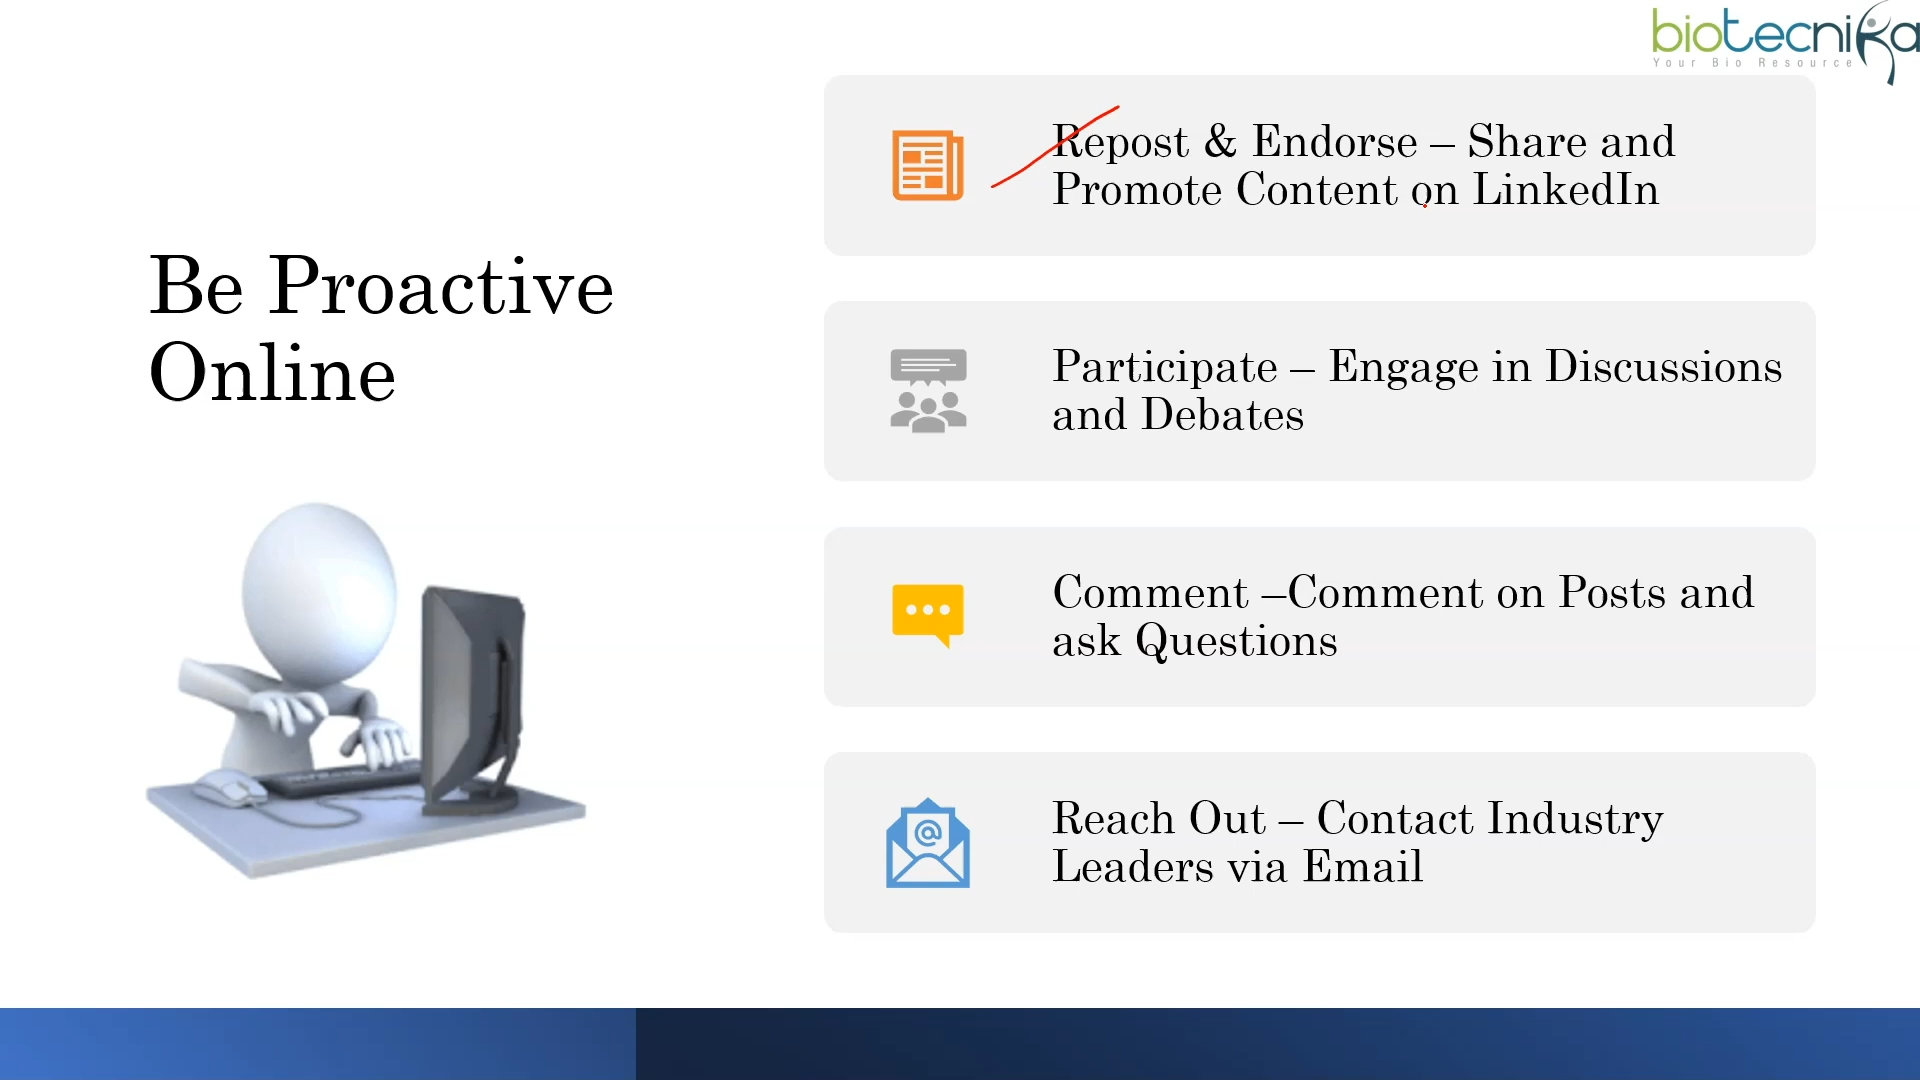 biotecnika
Your Bio Resource
Be Proactive
Online
Repost & Endorse – Share and
Promote Content on LinkedIn
Participate – Engage in Discussions
and Debates
Comment –Comment on Posts and
ask Questions
@
Reach Out – Contact Industry
Leaders via Email